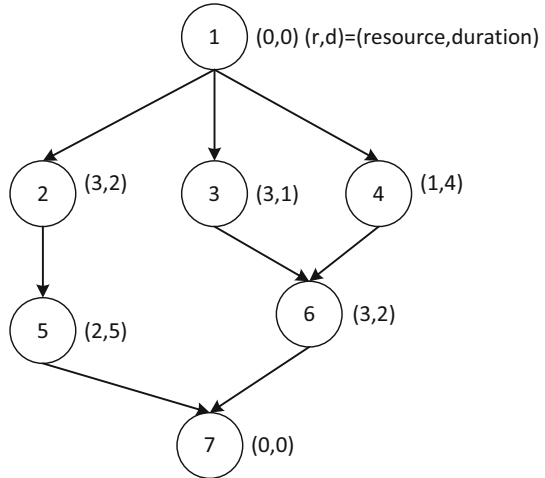 1 (0,0) (r,d)=(resource,duration)
2 (3,2) 3 (3,1) 4 (1,4)
5 (2,5) 6 (3,2)
7 (0,0)